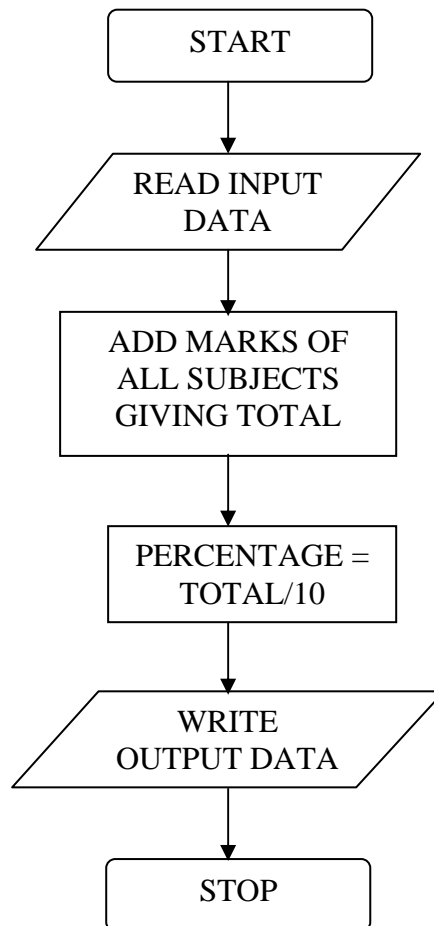 START
READ INPUT
DATA
ADD MARKS OF
ALL SUBJECTS
GIVING TOTAL
PERCENTAGE =
TOTAL/10
WRITE
OUTPUT DATA
STOP